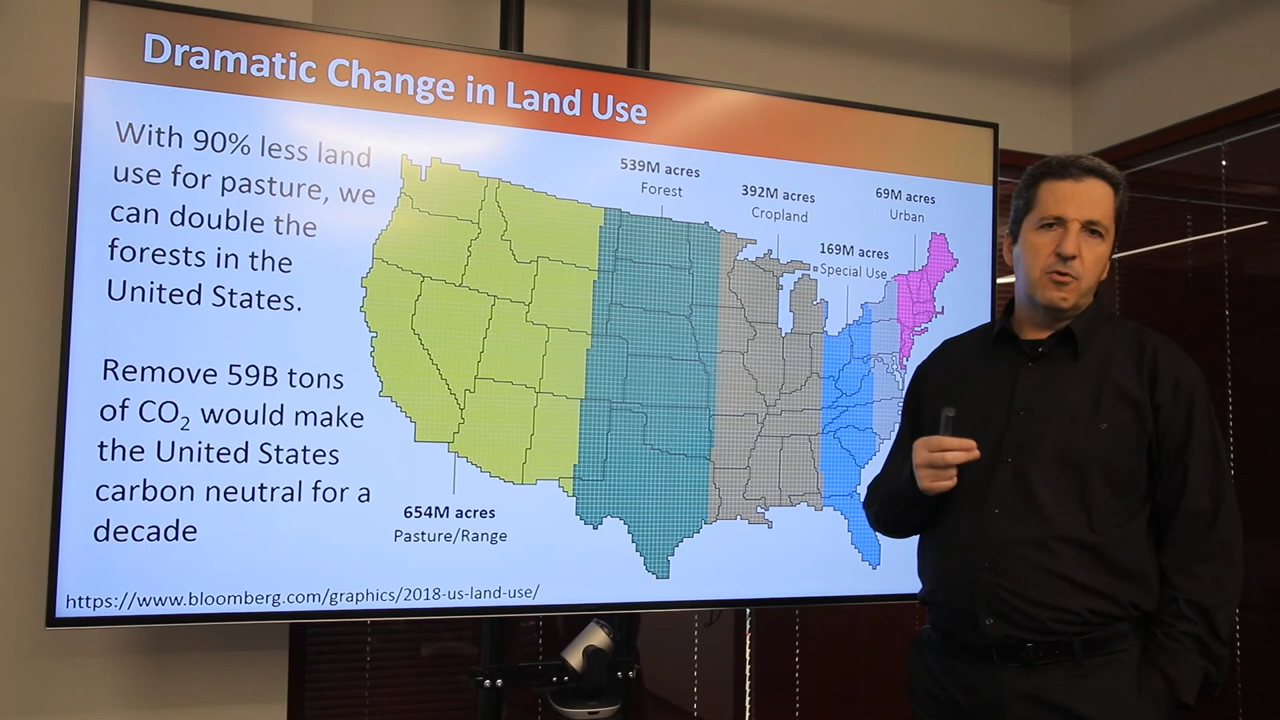 Dramatic Change in Land Use
With 90% less land
use for pasture, we
can double the
forests in the
United States.
Remove 59B tons
of CO₂ would make
the United States
carbon neutral for a
decade
539M acres
Forest
392M acres
Cropland
69M acres
Urban
169M acres
Special Use
654M acres
Pasture/Range
https://www.bloomberg.com/graphics/2018-us-land-use/